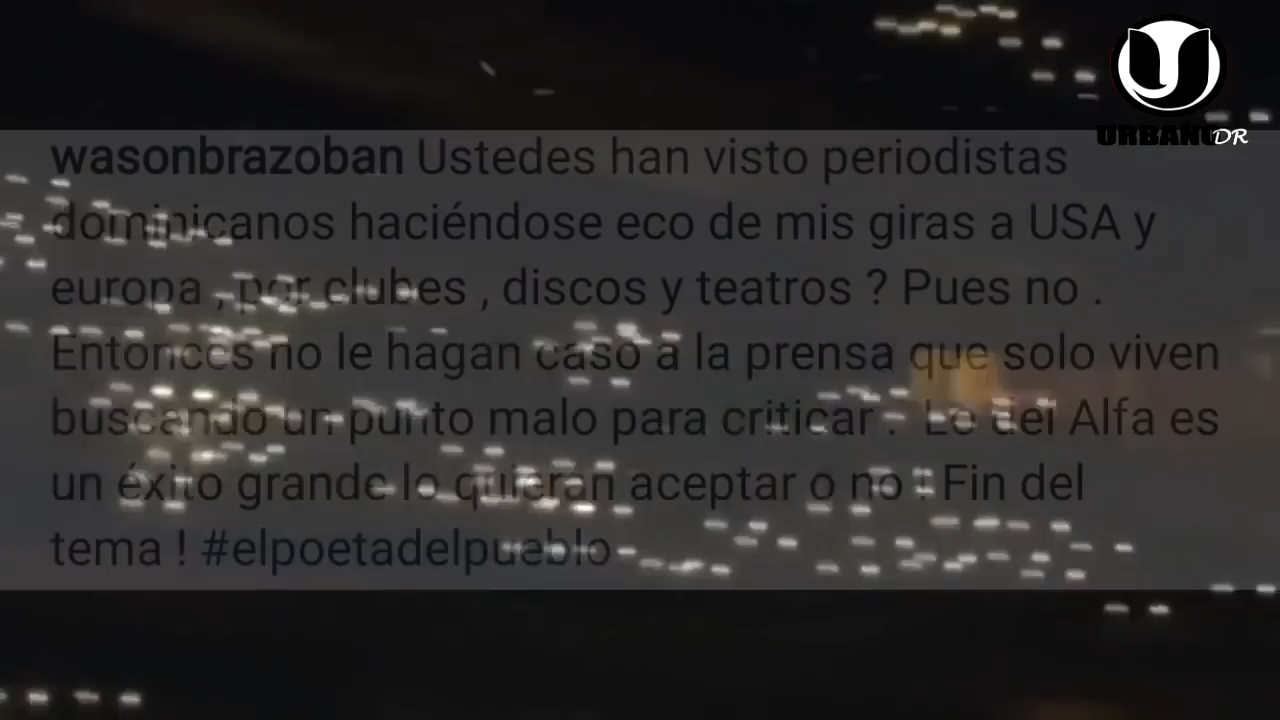 URBANO DR
wasonbrazoban Ustedes han visto periodistas
dominicanos haciéndose eco de mis giras a USA y
europa , por clubes , discos y teatros ? Pues no .
Entonces no le hagan caso a la prensa que solo viven
buscando un punto malo para criticar . Lo del Alfa es
un éxito grande lo quieran aceptar o no ! Fin del
tema ! #elpoetadelpueblo